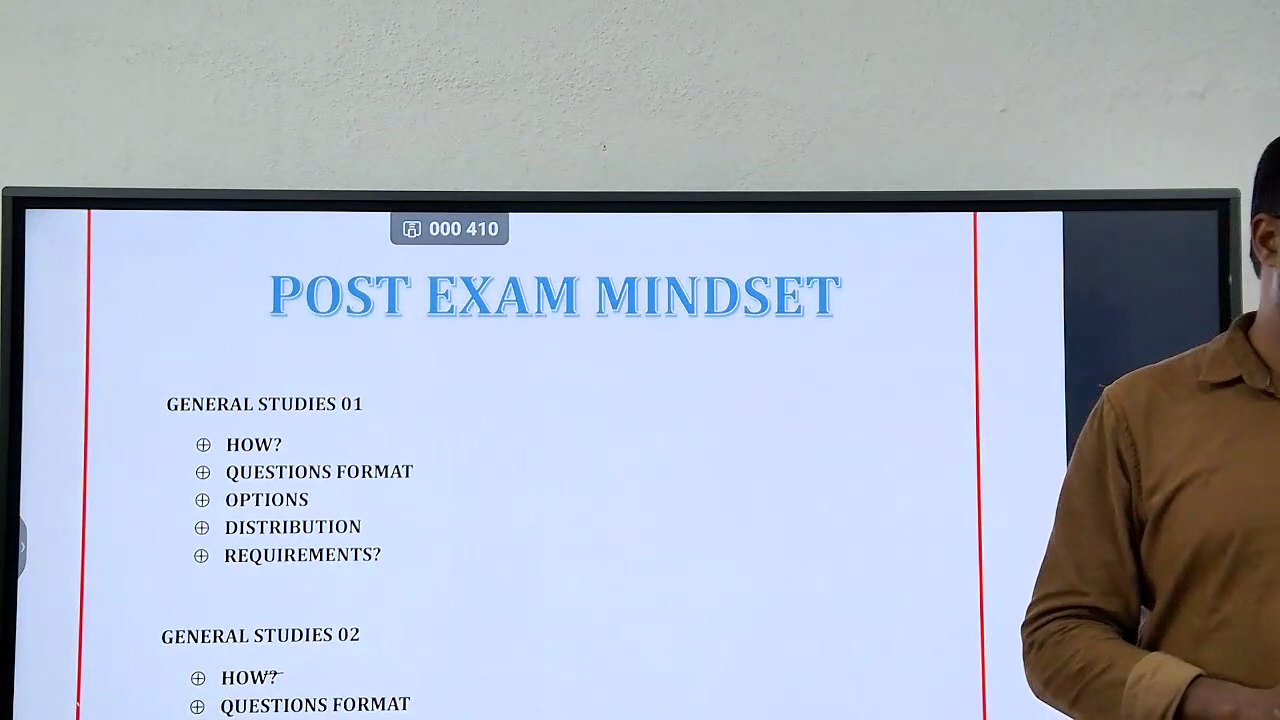 000 410
POST EXAM MINDSET
GENERAL STUDIES 01
⊕ HOW?
⊕ QUESTIONS FORMAT
⊕ OPTIONS
⊕ DISTRIBUTION
⊕ REQUIREMENTS?
GENERAL STUDIES 02
⊕ HOW?
⊕ QUESTIONS FORMAT